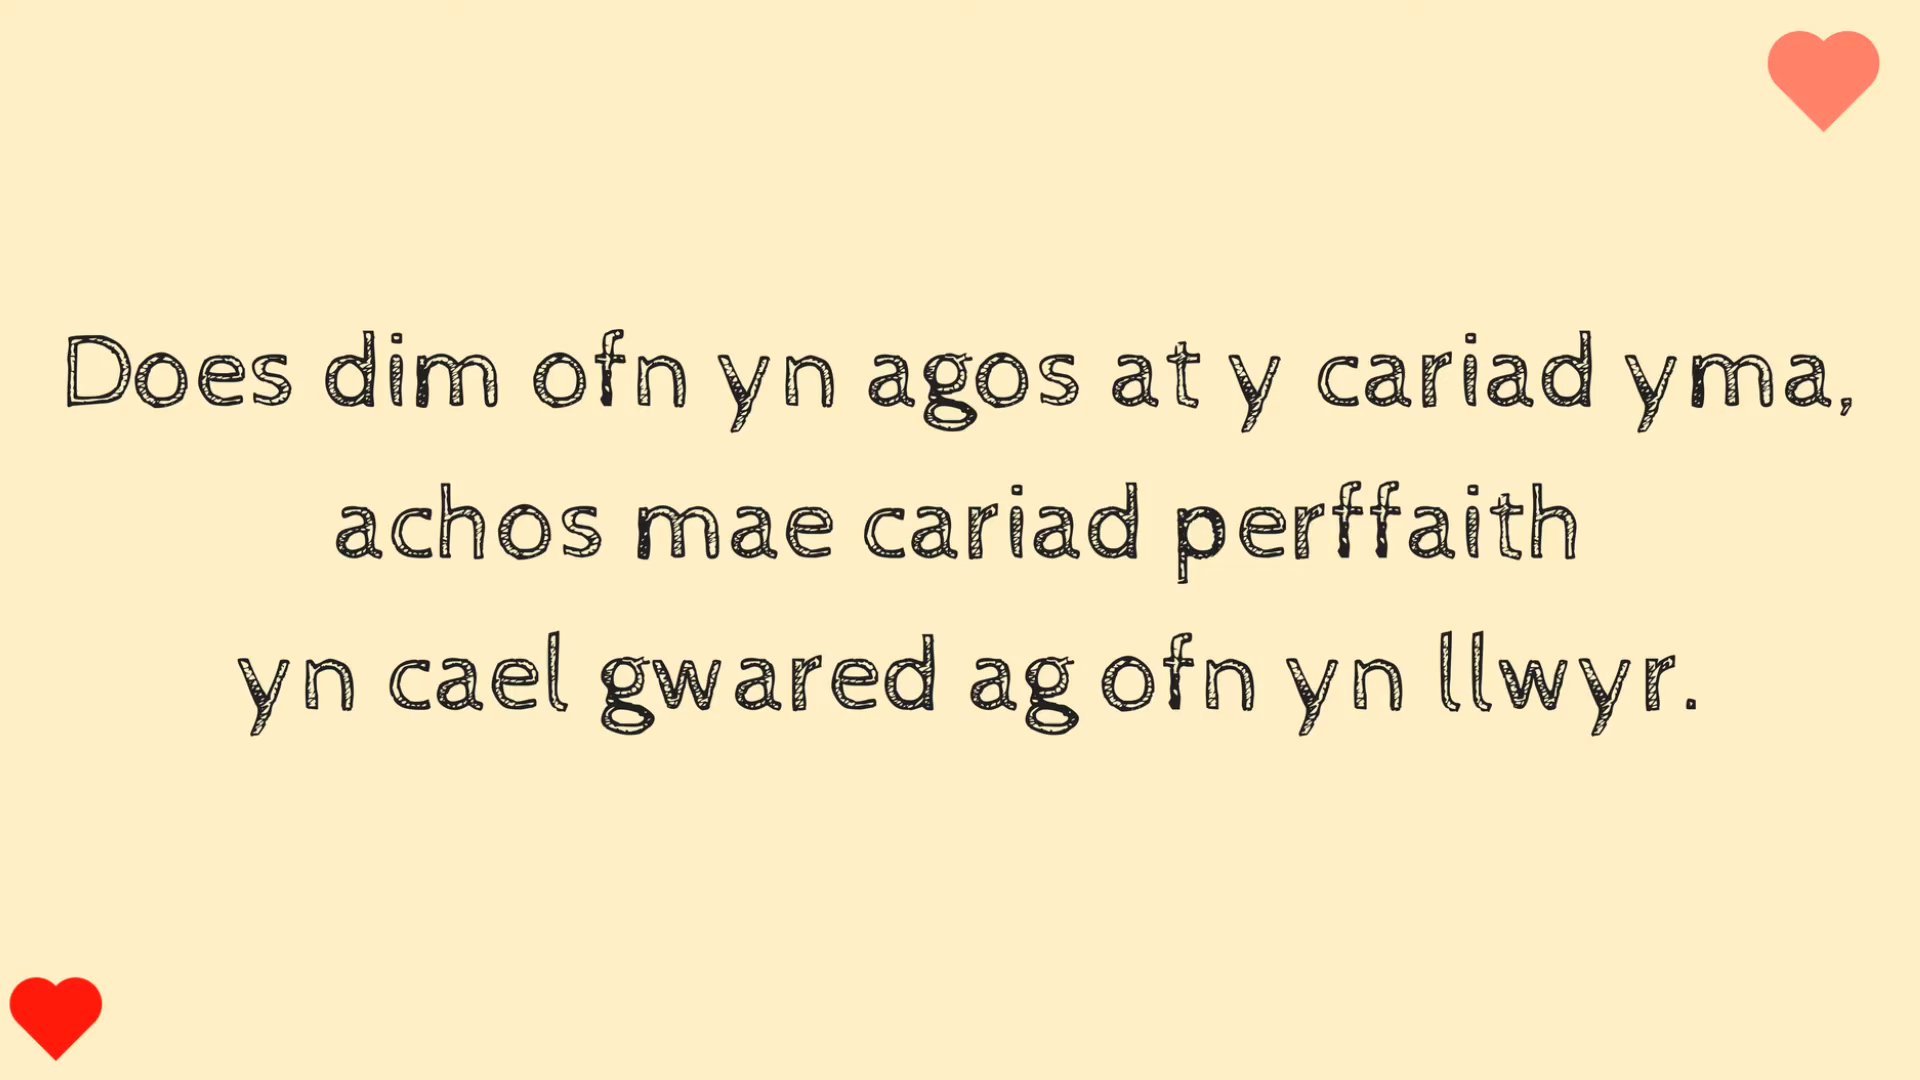 Does dim ofn yn agos at y cariad yma,
achos mae cariad perffaith
yn cael gwared ag ofn yn llwyr.